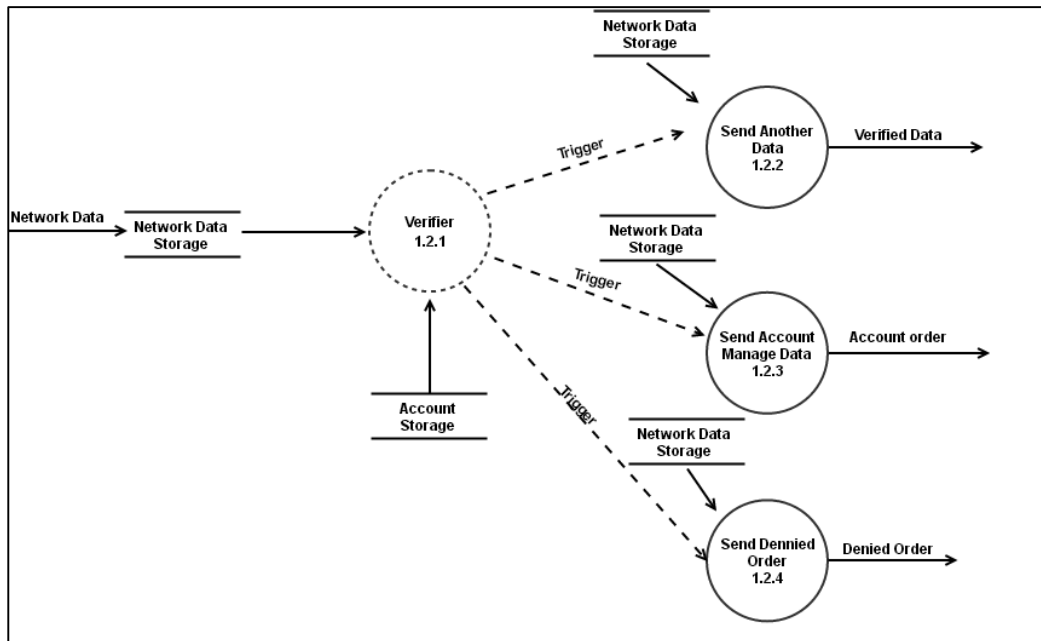 Network Data
Storage
Send Another
Data
1.2.2
Verified Data
Trigger
Network Data
Network Data
Storage
Verifier
1.2.1
Network Data
Storage
Trigger
Send Account
Manage Data
1.2.3
Account order
Account
Storage
Trigger
Network Data
Storage
Send Dennied
Order
1.2.4
Denied Order